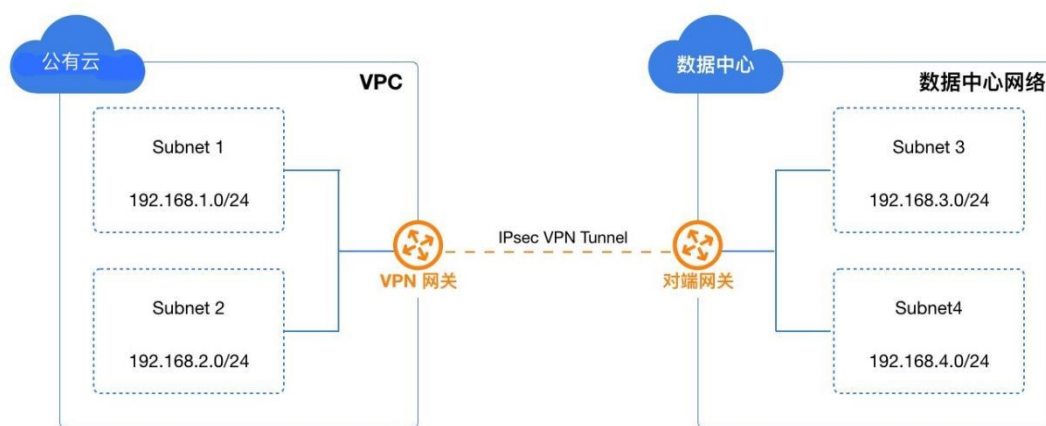 公有云
VPC
Subnet 1
192.168.1.0/24
Subnet 2
192.168.2.0/24
VPN 网关
IPsec VPN Tunnel
数据中心
数据中心网络
对端网关
Subnet 3
192.168.3.0/24
Subnet4
192.168.4.0/24